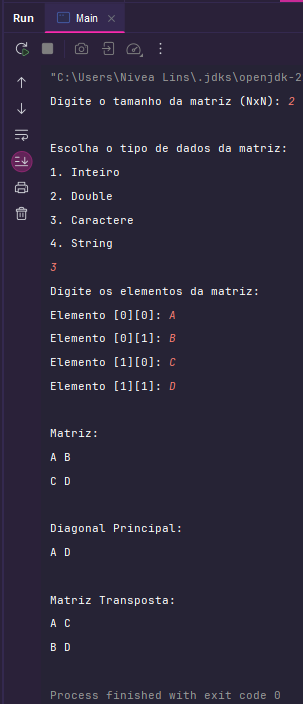 Run
Main
"C:\Users\Nivea Lins\.jdks\openjdk-2
Digite o tamanho da matriz (NxN): 2
Escolha o tipo de dados da matriz:
1. Inteiro
2. Double
3. Caractere
4. String
3
Digite os elementos da matriz:
Elemento [0][0]: A
Elemento [0][1]: B
Elemento [1][0]: C
Elemento [1][1]: D
Matriz:
A B
C D
Diagonal Principal:
A D
Matriz Transposta:
A C
B D
Process finished with exit code 0